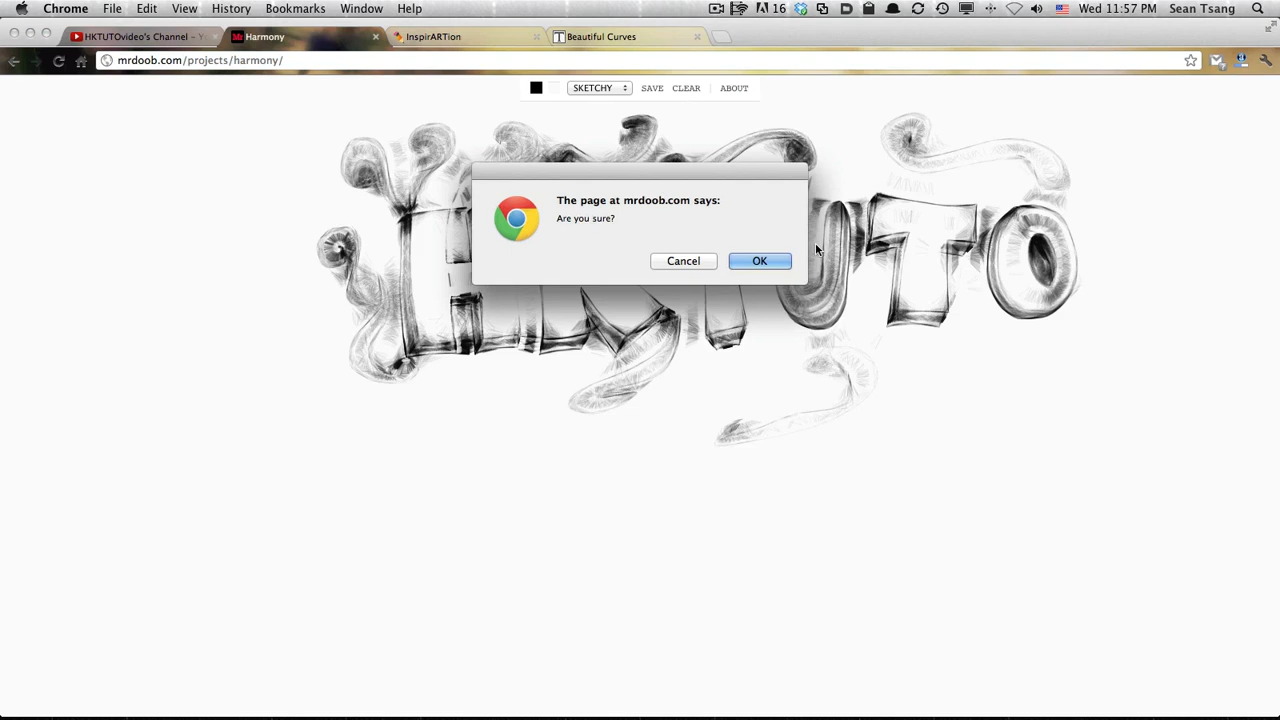 Chrome File Edit View History Bookmarks Window Help 16 Wed 11:57 PM Sean Tsang
HKTUTOvideo's Channel - Harmony InspirARTion Beautiful Curves
mrdoob.com/projects/harmony/
SKETCHY SAVE CLEAR | ABOUT
The page at mrdoob.com says:
Are you sure?
Cancel OK
UTO